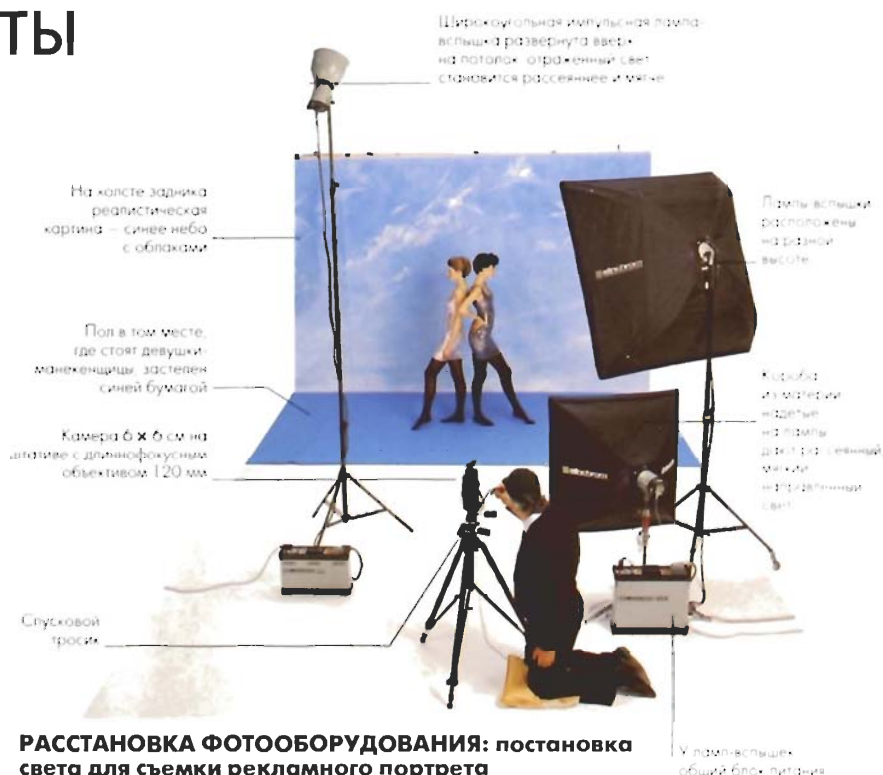 ТЫ
Широкоугольная импульсная лампа-
вспышка развернута вверх
на потолок отраженный свет
становится рассеяннее и мягче
На холсте задника
реалистическая
картина — синее небо
с облаками
Лампы-вспышки
расположены
на разной
высоте
Пол в том месте,
где стоят девушки-
манекенщицы, застелен
синей бумагой
Короба
из материи
надетые
на лампы
дают рассеянный
мягкий
направленный
свет
Камера 6 x 6 см на
штативе с длиннофокусным
объективом 120 мм
elinchrom
elinchrom
Спусковой
тросик
У ламп-вспышек
общий блок питания
РАССТАНОВКА ФОТООБОРУДОВАНИЯ: постановка
света для съемки рекламного портрета